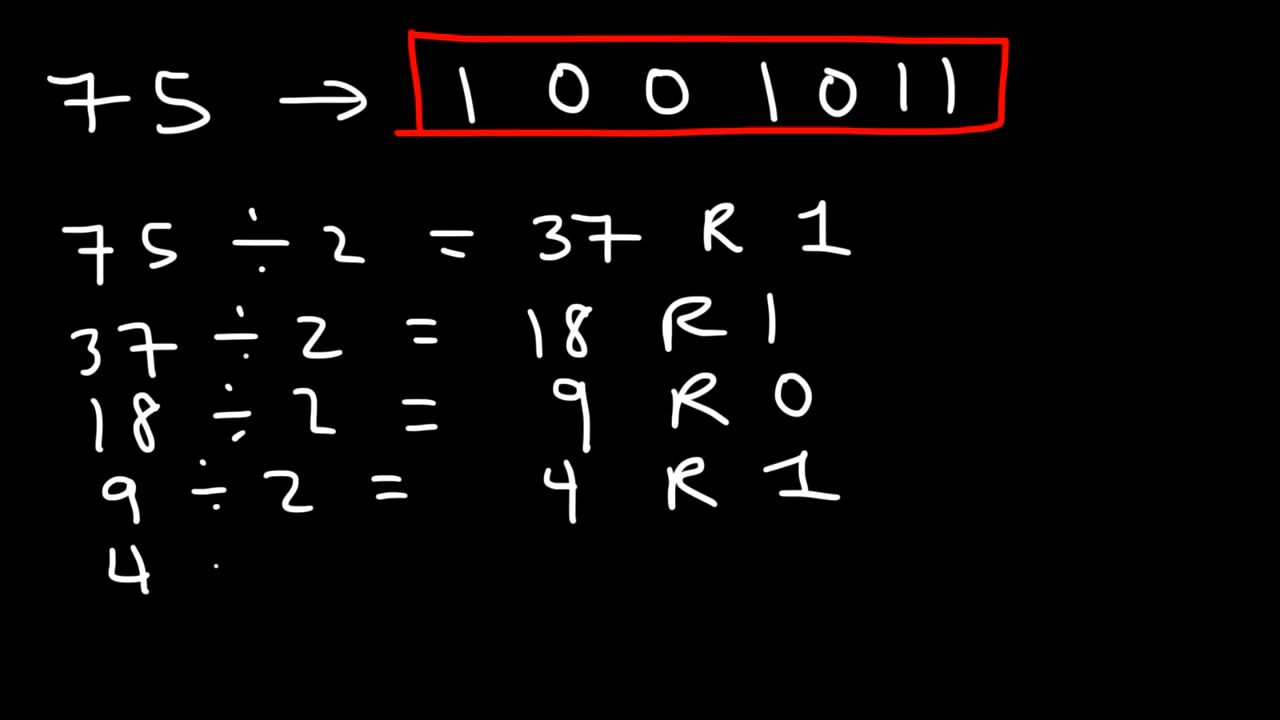 75 → 1001011
75 ÷ 2 = 37 R 1
37 ÷ 2 = 18 R 1
18 ÷ 2 = 9 R 0
9 ÷ 2 = 4 R 1
4 .